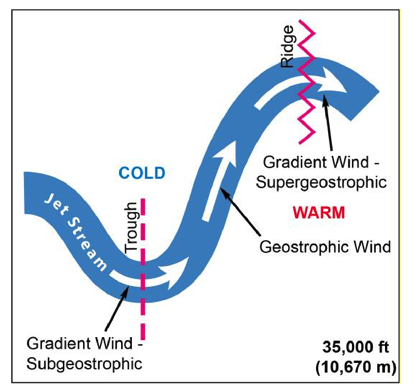 Ridge
COLD
Gradient Wind -
Supergeostrophic
WARM
Jet Stream
Trough
Geostrophic Wind
Gradient Wind -
Subgeostrophic
35,000 ft
(10,670 m)